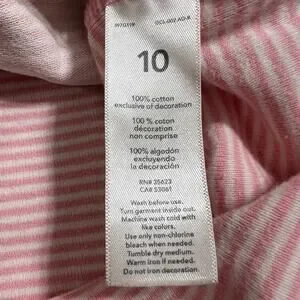 10
100% cotton
exclusive of decoration
100 % coton
décoration
non comprise
100% algodón
excluyendo
la decoración
RN# 35623
CA# 53061
Wash before use.
Turn garment inside out.
Machine wash cold with
like colors.
Use only non-chlorine
bleach when needed.
Tumble dry medium.
Warm iron if needed.
Do not iron decoration.